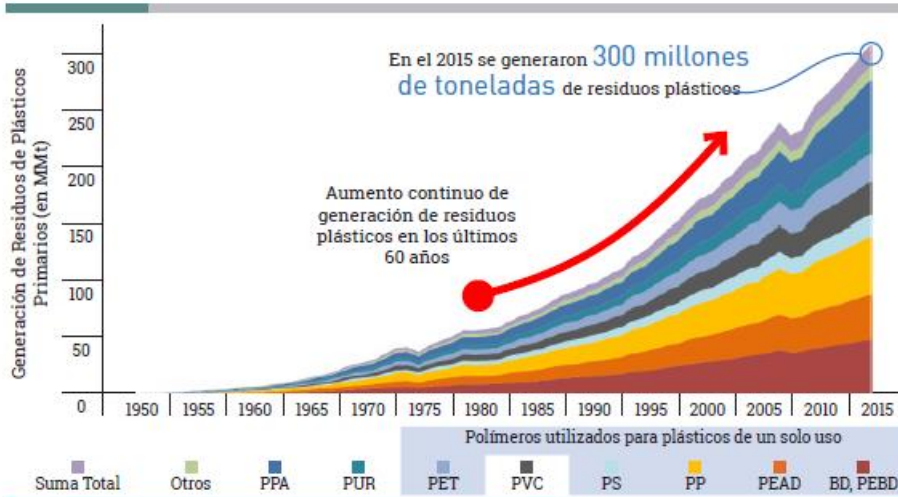 300
250
200
150
100
50
0
Generación de Residuos de Plásticos
Primarios (en MMt)
En el 2015 se generaron 300 millones
de toneladas de residuos plásticos
Aumento continuo de
generación de residuos
plásticos en los últimos
60 años
1950 1955 1960 1965 1970 1975 1980 1985 1990 1995 2000 2005 2010 2015
Polímeros utilizados para plásticos de un solo uso
Suma Total Otros PPA PUR PET PVC PS PP PEAD BD, PEBD